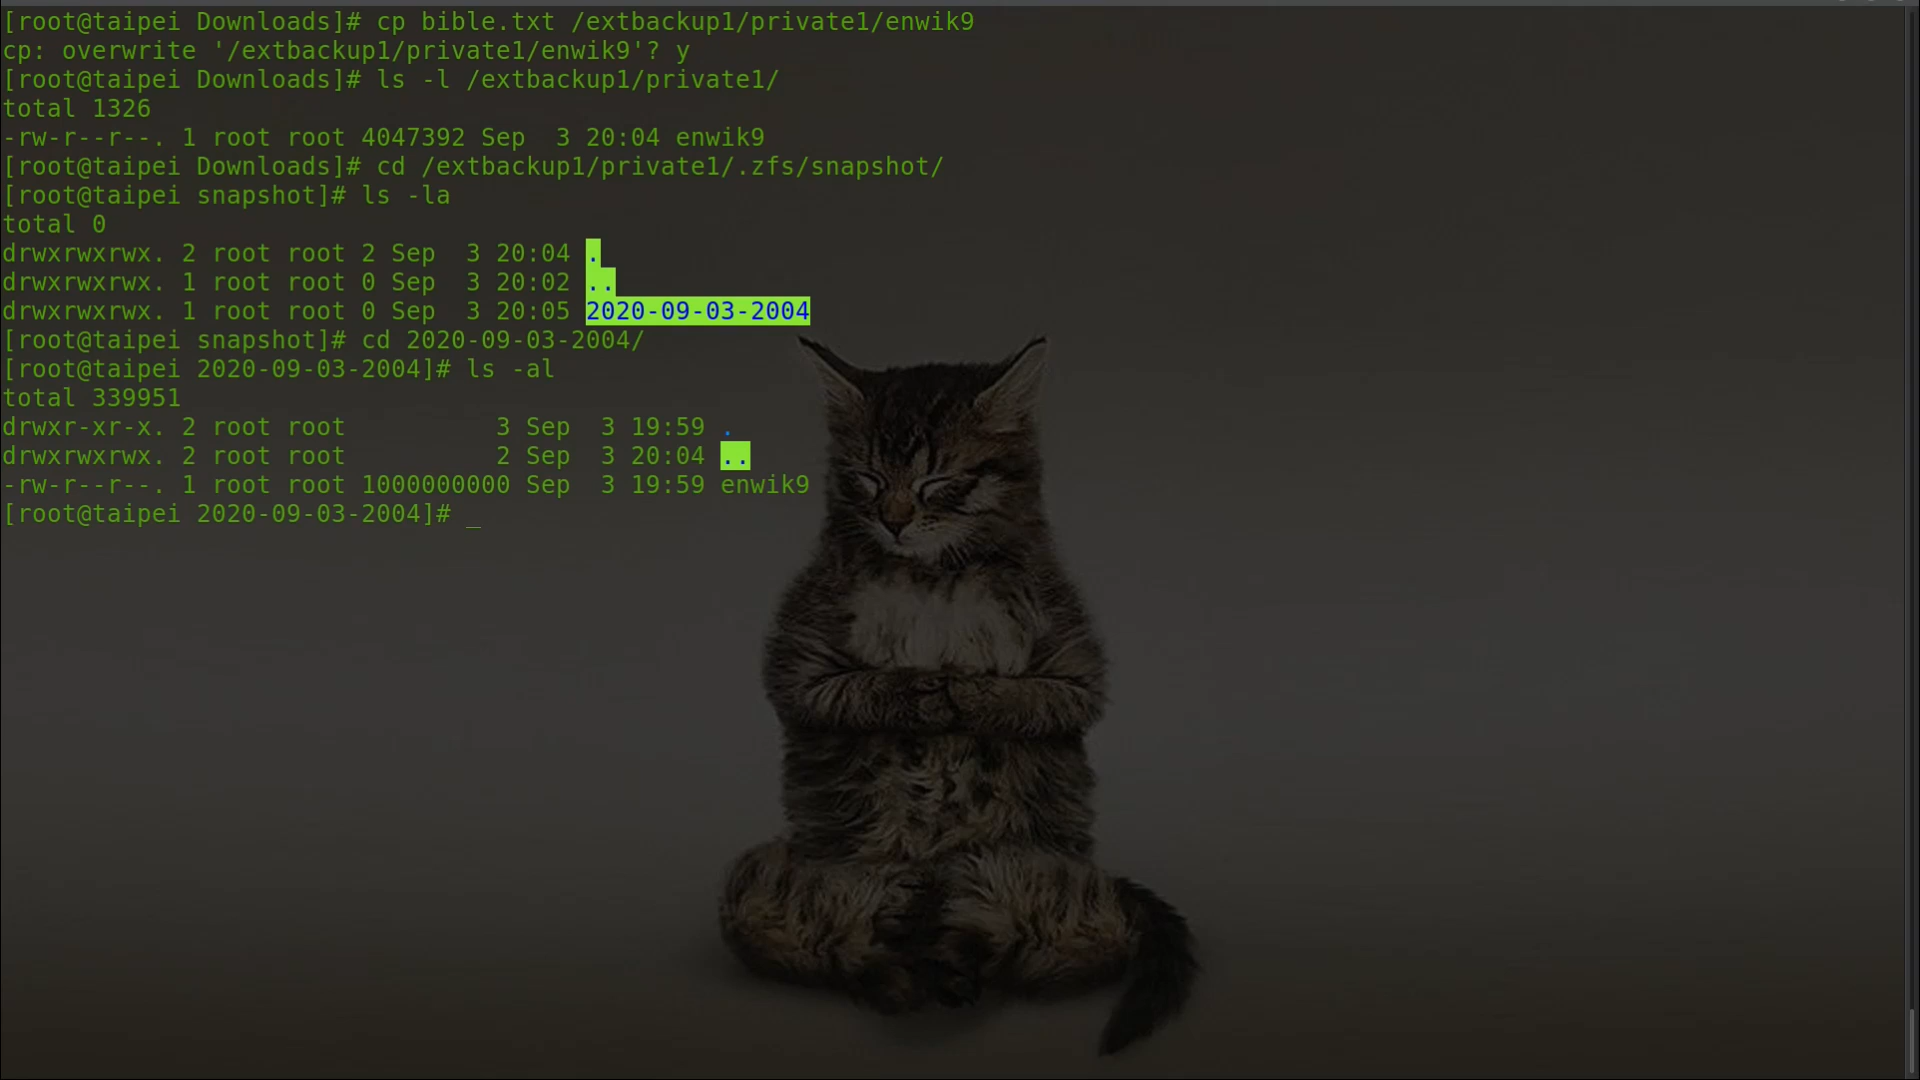 [root@taipei Downloads]# cp bible.txt /extbackup1/private1/enwik9
cp: overwrite '/extbackup1/private1/enwik9'? y
[root@taipei Downloads]# ls -l /extbackup1/private1/
total 1326
-rw-r--r--. 1 root root 4047392 Sep  3 20:04 enwik9
[root@taipei Downloads]# cd /extbackup1/private1/.zfs/snapshot/
[root@taipei snapshot]# ls -la
total 0
drwxrwxrwx. 2 root root 2 Sep  3 20:04 .
drwxrwxrwx. 1 root root 0 Sep  3 20:02 ..
drwxrwxrwx. 1 root root 0 Sep  3 20:05 2020-09-03-2004
[root@taipei snapshot]# cd 2020-09-03-2004/
[root@taipei 2020-09-03-2004]# ls -al
total 339951
drwxr-xr-x. 2 root root          3 Sep  3 19:59 .
drwxrwxrwx. 2 root root          2 Sep  3 20:04 ..
-rw-r--r--. 1 root root 1000000000 Sep  3 19:59 enwik9
[root@taipei 2020-09-03-2004]# _